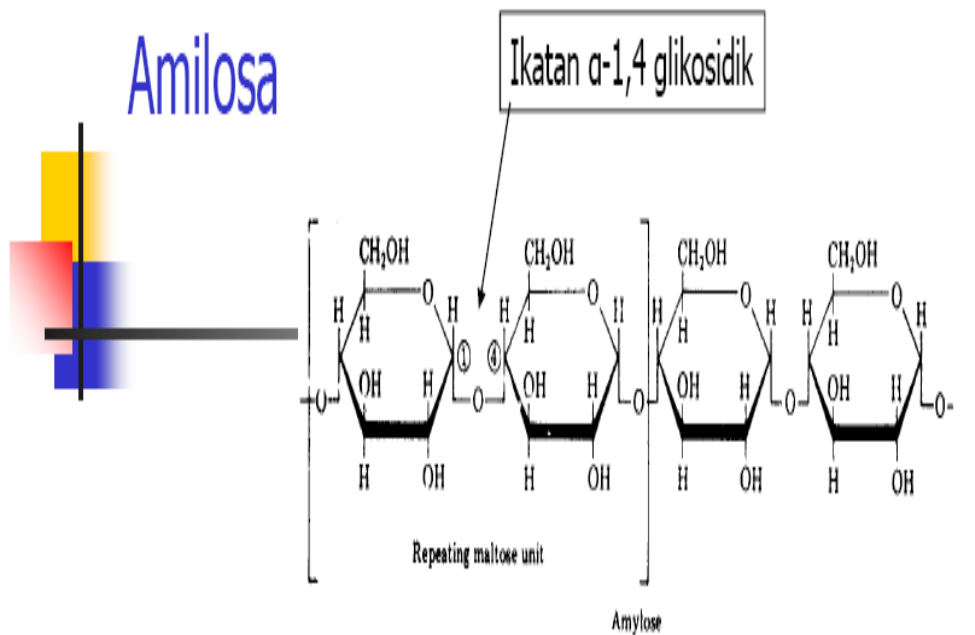 Amilosa
Ikatan α-1,4 glikosidik
CH₂OH CH₂OH CH₂OH CH₂OH
O O O O
H H H H H H H H
H H H H
① ④
OH H OH H OH H OH H
O O O O O
H OH H OH H OH H OH
Repeating maltose unit
Amylose